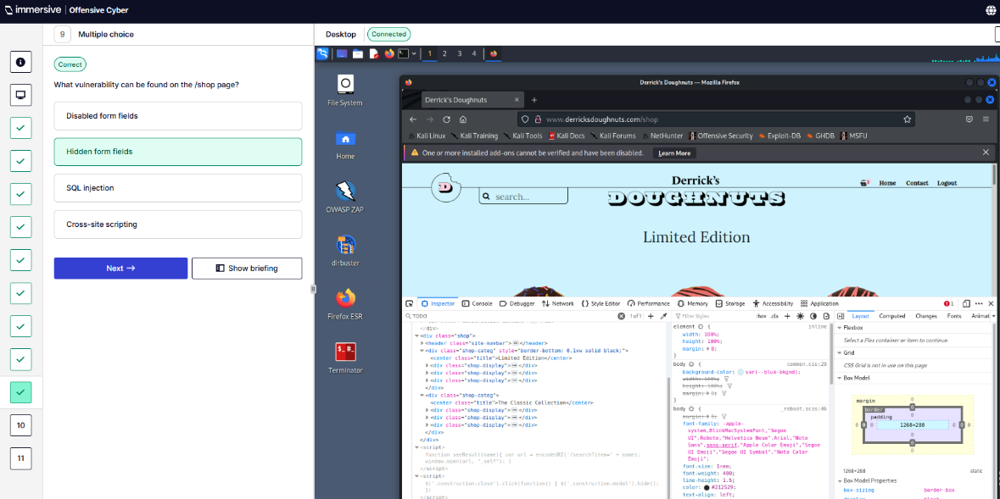 immersive | Offensive Cyber
9 Multiple choice
Correct
What vulnerability can be found on the /shop page?
Disabled form fields
Hidden form fields
SQL injection
Cross-site scripting
Next →
Show briefing
10
11
Desktop
Connected
1 2 3 4
File System
Home
OWASP ZAP
dirbuster
Firefox ESR
Terminator
Derrick's Doughnuts — Mozilla Firefox
Derrick's Doughnuts
www.derricksdoughnuts.com/shop
Kali Linux Kali Training Kali Tools Kali Docs Kali Forums NetHunter Offensive Security Exploit-DB GHDB MSFU
One or more installed add-ons cannot be verified and have been disabled. Learn More
D
search...
Derrick's
DOUGHNUTS
1 Home Contact Logout
Limited Edition
Inspector Console Debugger Network Style Editor Performance Memory Storage Accessibility Application 1
TODO 1 of 1
</div>
<div class="shop">
<header class="site-navbar"></header>
<div class="shop-categ" style="border-bottom: 0.1vw solid black;">
<center class="title">Limited Edition</center>
<div class="shop-display"></div>
<div class="shop-display"></div>
<div class="shop-display"></div>
</div>
<div class="shop-categ">
<center class="title">The Classic Collection</center>
<div class="shop-display"></div>
<div class="shop-display"></div>
<div class="shop-display"></div>
</div>
</div>
<script>
function seeResult(name){ var url = encodeURI('/search?item=' + name);
window.open(url, "_self"); }
</script>
<script>
$('.construction-close').click(function() { $('.construction-modal').hide();
})
</script>
Filter Styles :hov .cls
element { inline
width: 100%;
height: 100%;
margin: 0;
}
body { common.css:29
background-color: var(--blue-bkgnd);
width: 100%;
height: 100%;
margin: 0;
}
body { _reboot.scss:46
margin: 0;
font-family: -apple-
system,BlinkMacSystemFont,"Segoe
UI",Roboto,"Helvetica Neue",Arial,"Noto
Sans",sans-serif,"Apple Color Emoji","Segoe
UI Emoji","Segoe UI Symbol","Noto Color
Emoji";
font-size: 1rem;
font-weight: 400;
line-height: 1.5;
color: #212529;
text-align: left;
Layout Computed Changes Fonts Animat
Flexbox
Select a Flex container or item to continue.
Grid
CSS Grid is not in use on this page
Box Model
margin 0
border 0
padding 0
0 0 0 1268×288 0 0 0
0
0
0
1268×288 static
Box Model Properties
box-sizing border-box
display block